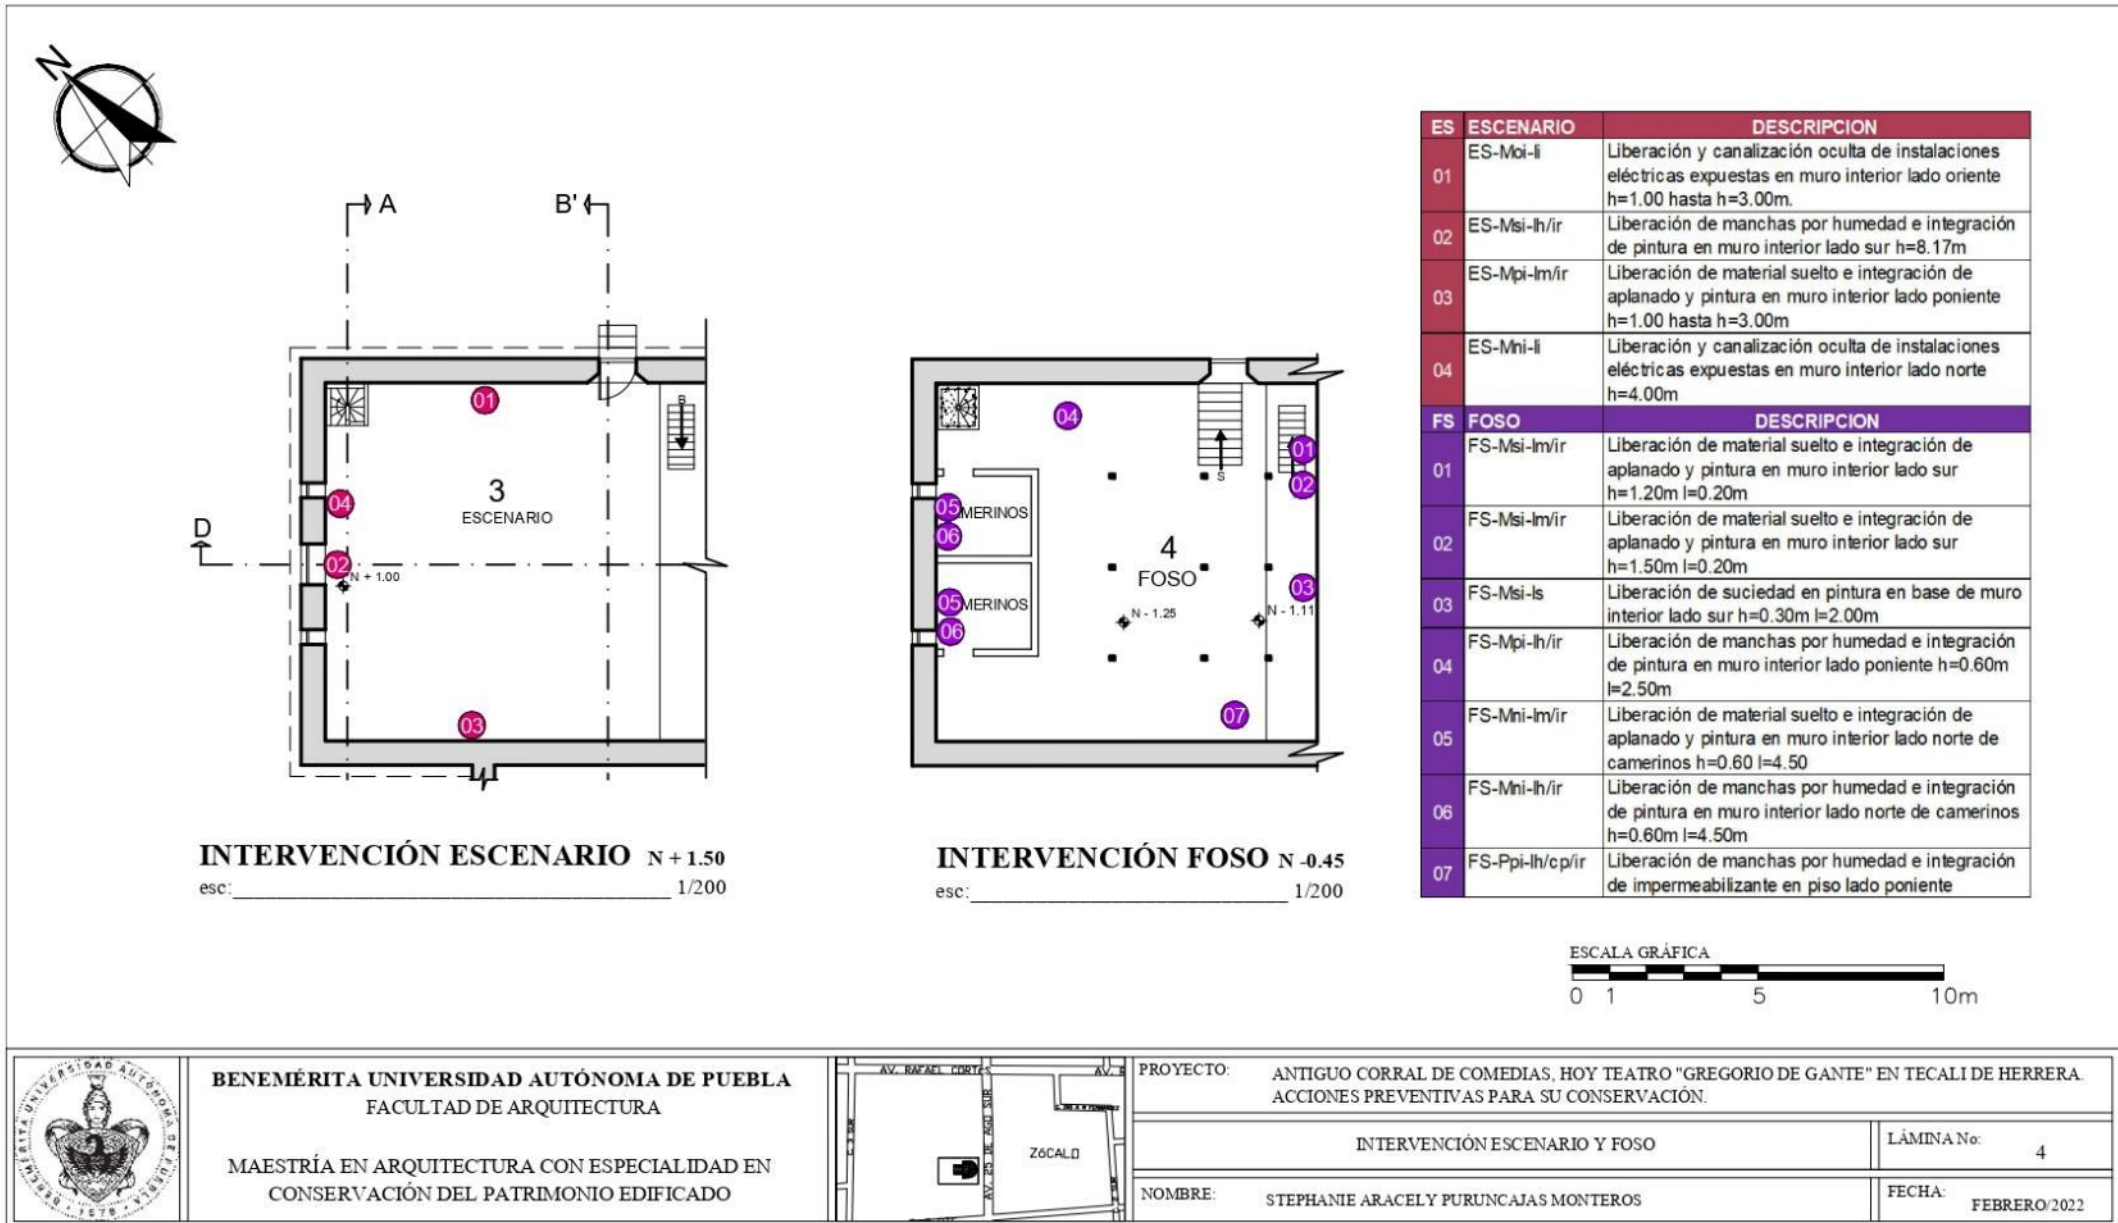 N
A
B'
D
B
01
04
3
ESCENARIO
02
N + 1.00
03
INTERVENCIÓN ESCENARIO N + 1.50
esc: 1/200
04
01
02
S
05
MERINOS
06
4
FOSO
03
05
MERINOS
N - 1.25
N - 1.11
06
07
INTERVENCIÓN FOSO N -0.45
esc: 1/200
ES ESCENARIO DESCRIPCION
01 ES-Moi-li Liberación y canalización oculta de instalaciones
eléctricas expuestas en muro interior lado oriente
h=1.00 hasta h=3.00m.
02 ES-Msi-lh/ir Liberación de manchas por humedad e integración
de pintura en muro interior lado sur h=8.17m
03 ES-Mpi-lm/ir Liberación de material suelto e integración de
aplanado y pintura en muro interior lado poniente
h=1.00 hasta h=3.00m
04 ES-Mni-li Liberación y canalización oculta de instalaciones
eléctricas expuestas en muro interior lado norte
h=4.00m
FS FOSO DESCRIPCION
01 FS-Msi-lm/ir Liberación de material suelto e integración de
aplanado y pintura en muro interior lado sur
h=1.20m l=0.20m
02 FS-Msi-lm/ir Liberación de material suelto e integración de
aplanado y pintura en muro interior lado sur
h=1.50m l=0.20m
03 FS-Msi-ls Liberación de suciedad en pintura en base de muro
interior lado sur h=0.30m l=2.00m
04 FS-Mpi-lh/ir Liberación de manchas por humedad e integración
de pintura en muro interior lado poniente h=0.60m
l=2.50m
05 FS-Mni-lm/ir Liberación de material suelto e integración de
aplanado y pintura en muro interior lado norte de
camerinos h=0.60 l=4.50
06 FS-Mni-lh/ir Liberación de manchas por humedad e integración
de pintura en muro interior lado norte de camerinos
h=0.60m l=4.50m
07 FS-Ppi-lh/cp/ir Liberación de manchas por humedad e integración
de impermeabilizante en piso lado poniente
ESCALA GRÁFICA
0 1 5 10m
BENEMÉRITA UNIVERSIDAD AUTÓNOMA DE PUEBLA
FACULTAD DE ARQUITECTURA
MAESTRÍA EN ARQUITECTURA CON ESPECIALIDAD EN
CONSERVACIÓN DEL PATRIMONIO EDIFICADO
AV. RAFAEL CORTéS
AV. 25 DE AGO SUR
C 3 SUR
ZóCALO
PROYECTO: ANTIGUO CORRAL DE COMEDIAS, HOY TEATRO "GREGORIO DE GANTE" EN TECALI DE HERRERA.
ACCIONES PREVENTIVAS PARA SU CONSERVACIÓN.
INTERVENCIÓN ESCENARIO Y FOSO
LÁMINA No: 4
NOMBRE: STEPHANIE ARACELY PURUNCAJAS MONTEROS
FECHA: FEBRERO/2022